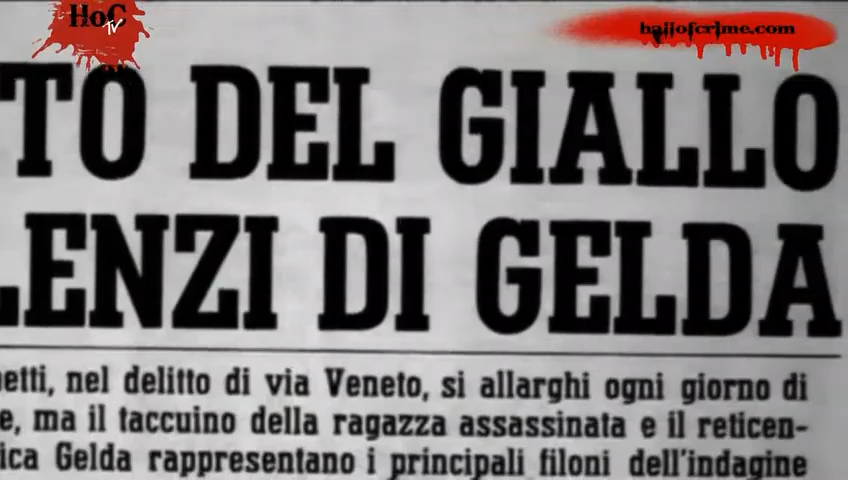 HoC
TV
hallofcrime.com
TO DEL GIALLO
LENZI DI GELDA
etti, nel delitto di via Veneto, si allarghi ogni giorno di
e, ma il taccuino della ragazza assassinata e il reticen-
ica Gelda rappresentano i principali filoni dell'indagine